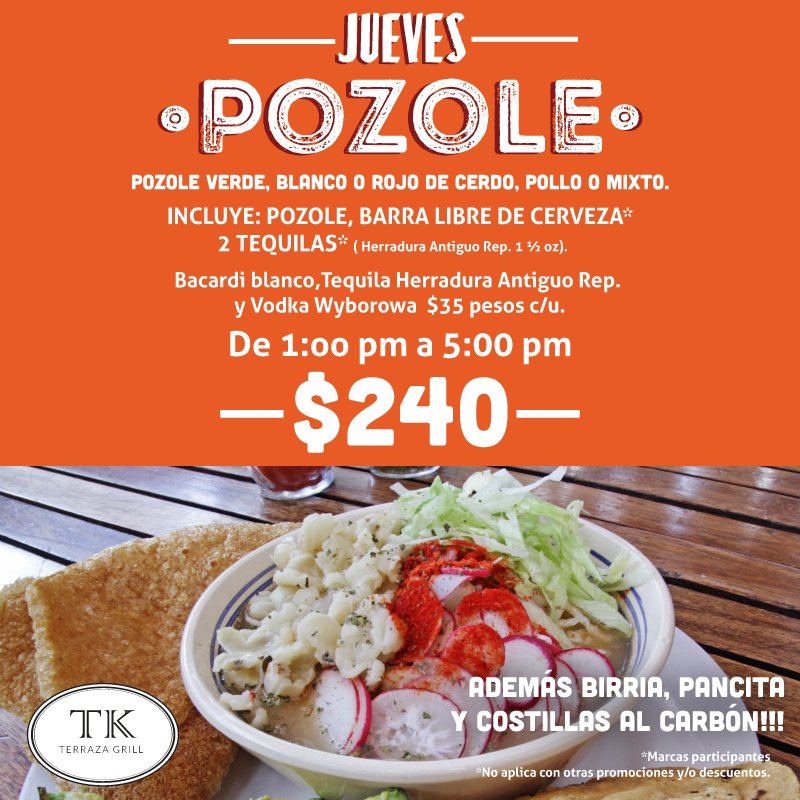 JUEVES
POZOLE
POZOLE VERDE, BLANCO O ROJO DE CERDO, POLLO O MIXTO.
INCLUYE: POZOLE, BARRA LIBRE DE CERVEZA*
2 TEQUILAS* ( Herradura Antiguo Rep. 1 ½ oz).
Bacardi blanco,Tequila Herradura Antiguo Rep.
y Vodka Wyborowa $35 pesos c/u.
De 1:00 pm a 5:00 pm
$240
ADEMÁS BIRRIA, PANCITA
Y COSTILLAS AL CARBÓN!!!
TK
TERRAZA GRILL
*Marcas participantes
*No aplica con otras promociones y/o descuentos.